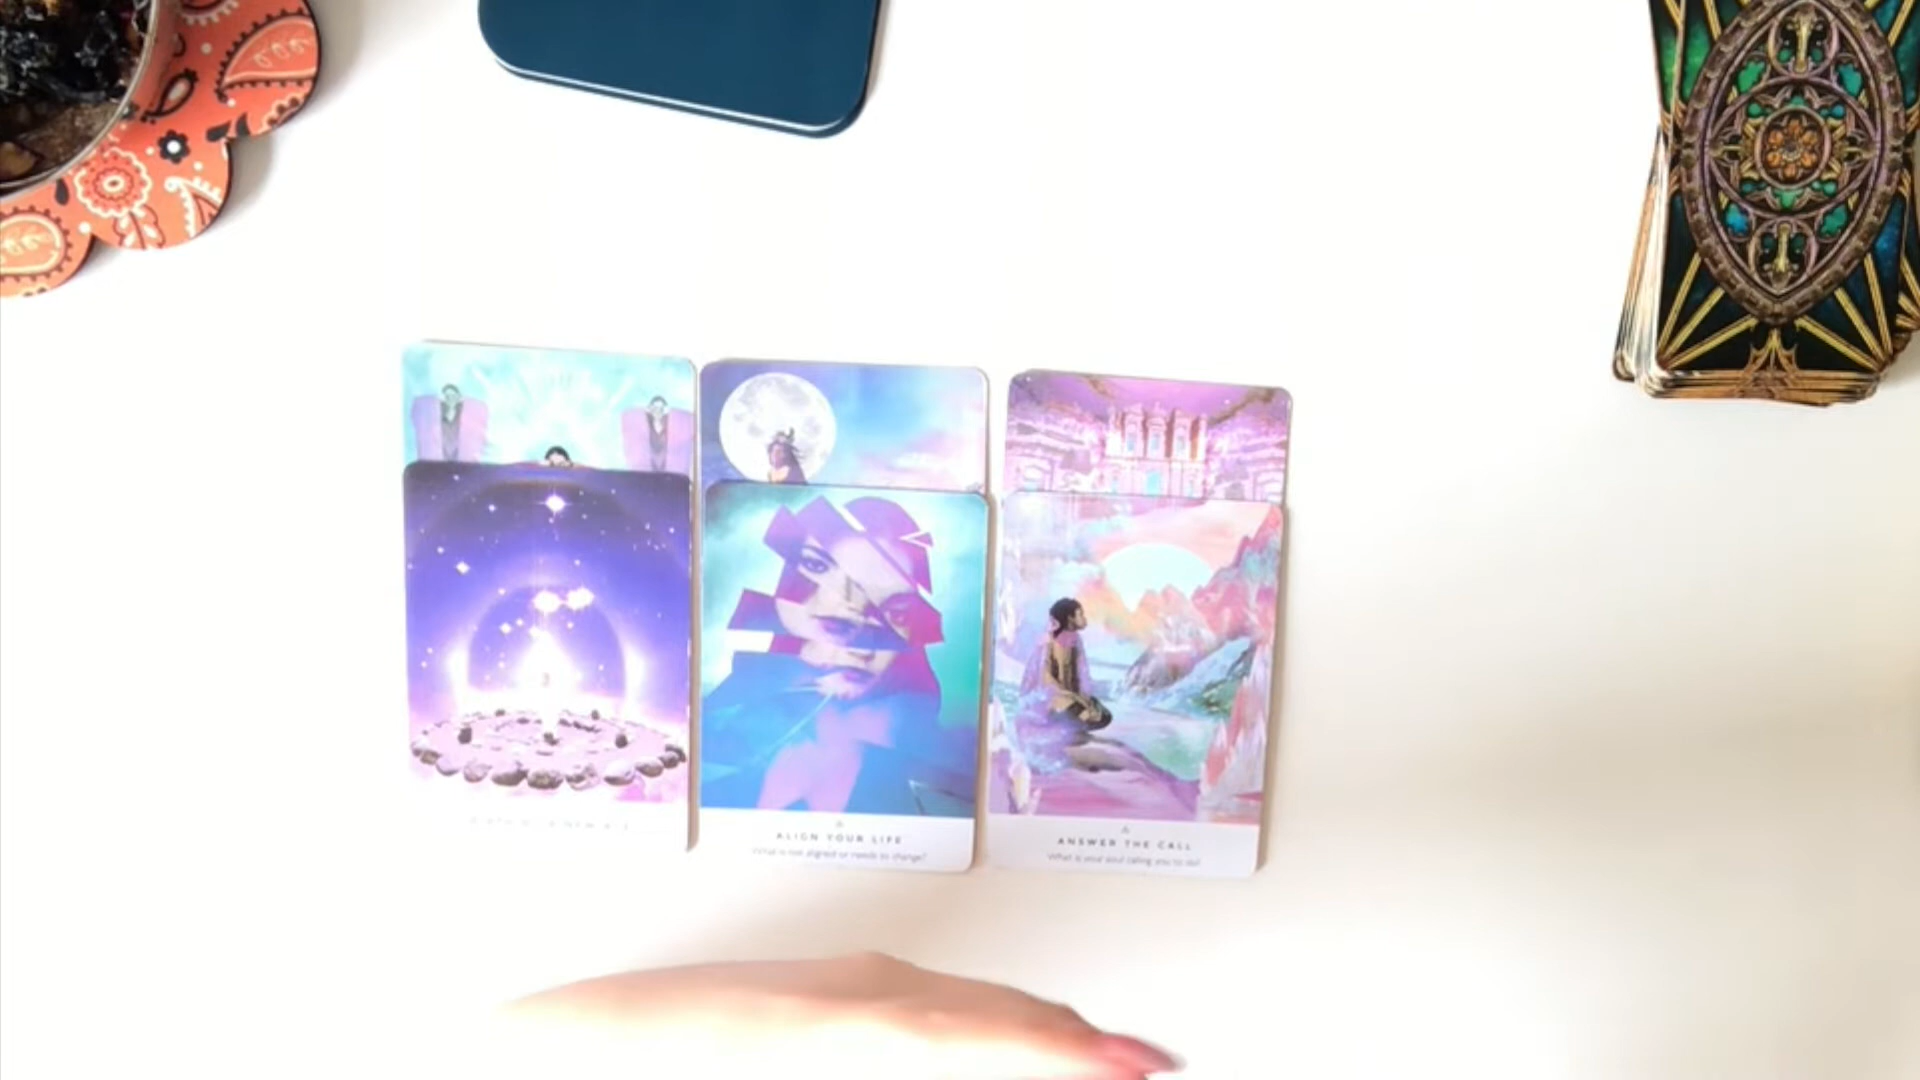 ALIGN YOUR LIFE
What is not aligned or needs to change?
ANSWER THE CALL
What is your soul calling you to do?